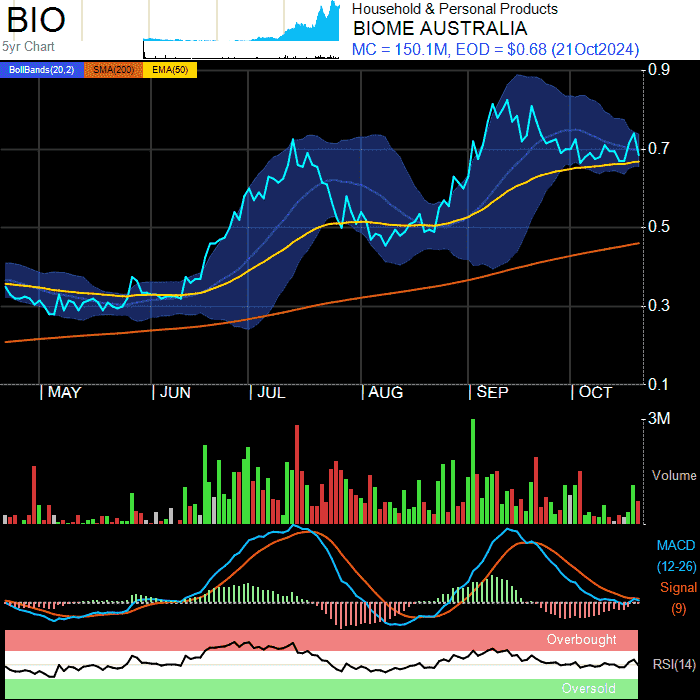 BIO
5yr Chart
Household & Personal Products
BIOME AUSTRALIA
MC = 150.1M, EOD = $0.68 (21Oct2024)
BollBands(20,2) SMA(200) EMA(50)
0.9
0.7
0.5
0.3
0.1
MAY JUN JUL AUG SEP OCT
3M
Volume
MACD
(12-26)
Signal
(9)
Overbought
RSI(14)
Oversold